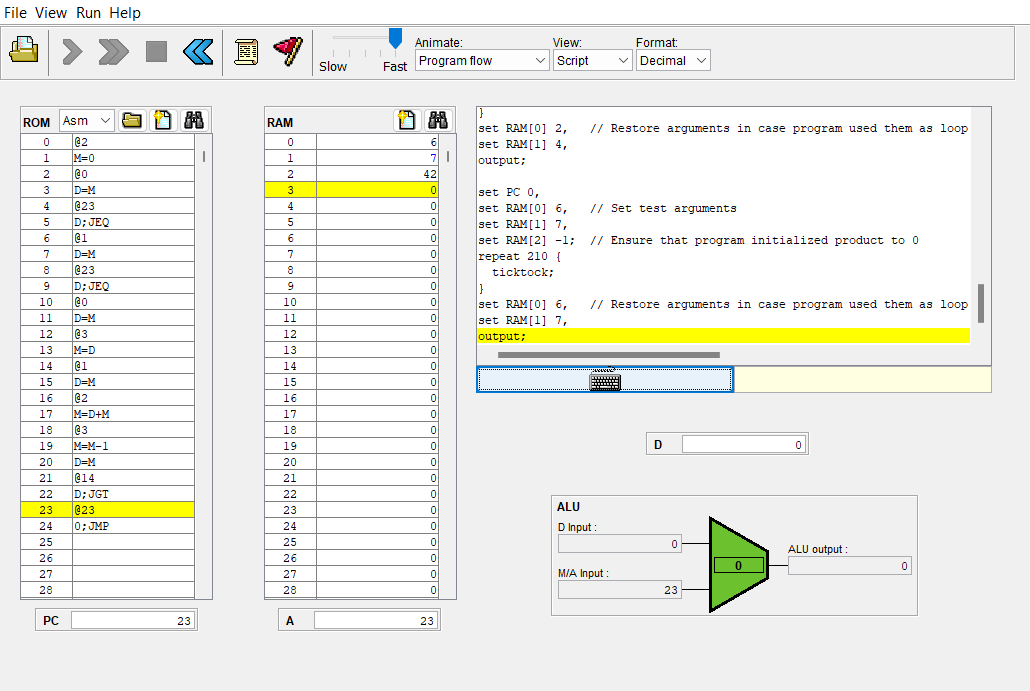 File View Run Help
Slow Fast
Animate: View: Format:
Program flow Script Decimal
ROM Asm
0 @2
1 M=0
2 @0
3 D=M
4 @23
5 D;JEQ
6 @1
7 D=M
8 @23
9 D;JEQ
10 @0
11 D=M
12 @3
13 M=D
14 @1
15 D=M
16 @2
17 M=D+M
18 @3
19 M=M-1
20 D=M
21 @14
22 D;JGT
23 @23
24 0;JMP
25
26
27
28
PC 23
RAM
0 6
1 7
2 42
3 0
4 0
5 0
6 0
7 0
8 0
9 0
10 0
11 0
12 0
13 0
14 0
15 0
16 0
17 0
18 0
19 0
20 0
21 0
22 0
23 0
24 0
25 0
26 0
27 0
28 0
A 23
}
set RAM[0] 2,   // Restore arguments in case program used them as loop
set RAM[1] 4,
output;
set PC 0,
set RAM[0] 6,   // Set test arguments
set RAM[1] 7,
set RAM[2] -1;  // Ensure that program initialized product to 0
repeat 210 {
  ticktock;
}
set RAM[0] 6,   // Restore arguments in case program used them as loop
set RAM[1] 7,
output;
D 0
ALU
D Input :
0
M/A Input :
23
0
ALU output :
0